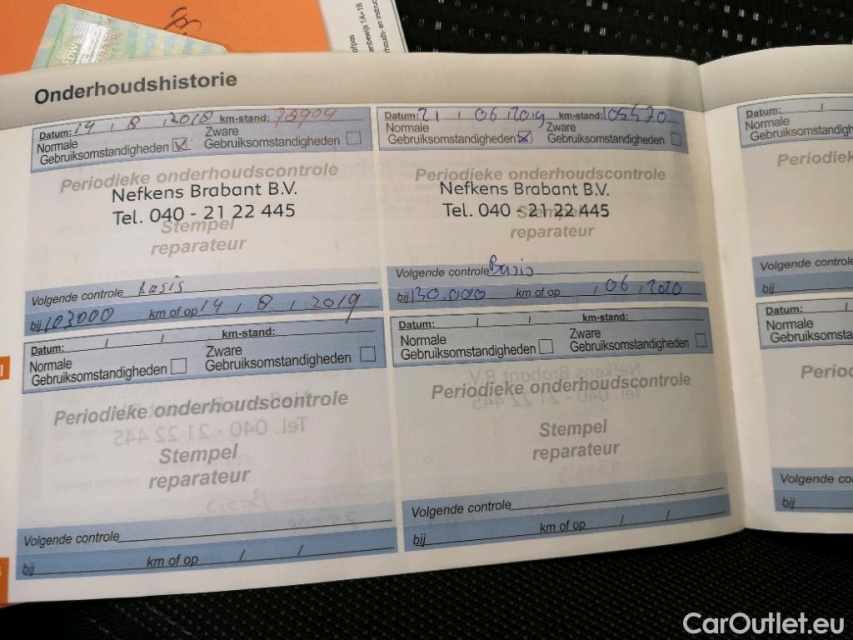 Onderhoudshistorie
Datum: 14 / 8 / 2018 km-stand:
Normale
Gebruiksomstandigheden
Zware
Gebruiksomstandigheden
Periodieke onderhoudscontrole
Nefkens Brabant B.V.
Tel. 040 - 21 22 445
Stempel
reparateur
Volgende controle basis
bij 103000 km of op 14 / 8 / 2019
Datum: 21 / 06 / 2019 km-stand: 105520
Normale
Gebruiksomstandigheden
Zware
Gebruiksomstandigheden
Periodieke onderhoudscontrole
Nefkens Brabant B.V.
Tel. 040 - 21 22 445
Stempel
reparateur
Volgende controle Basis
bij 130.000 km of op / 06 / 2020
Datum: / / km-stand:
Normale
Gebruiksomstandigheden
Zware
Gebruiksomstandigheden
Periodieke onderhoudscontrole
Stempel
reparateur
Volgende controle
bij km of op / /
Datum: / / km-stand:
Normale
Gebruiksomstandigheden
Zware
Gebruiksomstandigheden
Periodieke onderhoudscontrole
Stempel
reparateur
Volgende controle
bij km of op / /
Datum: /
Normale
Gebruiksomstandigh
Periodiek
Volgende controle
bij
Datum:
Normale
Gebruiksomstanda
Perioc
Volgende co
bij
CarOutlet.eu